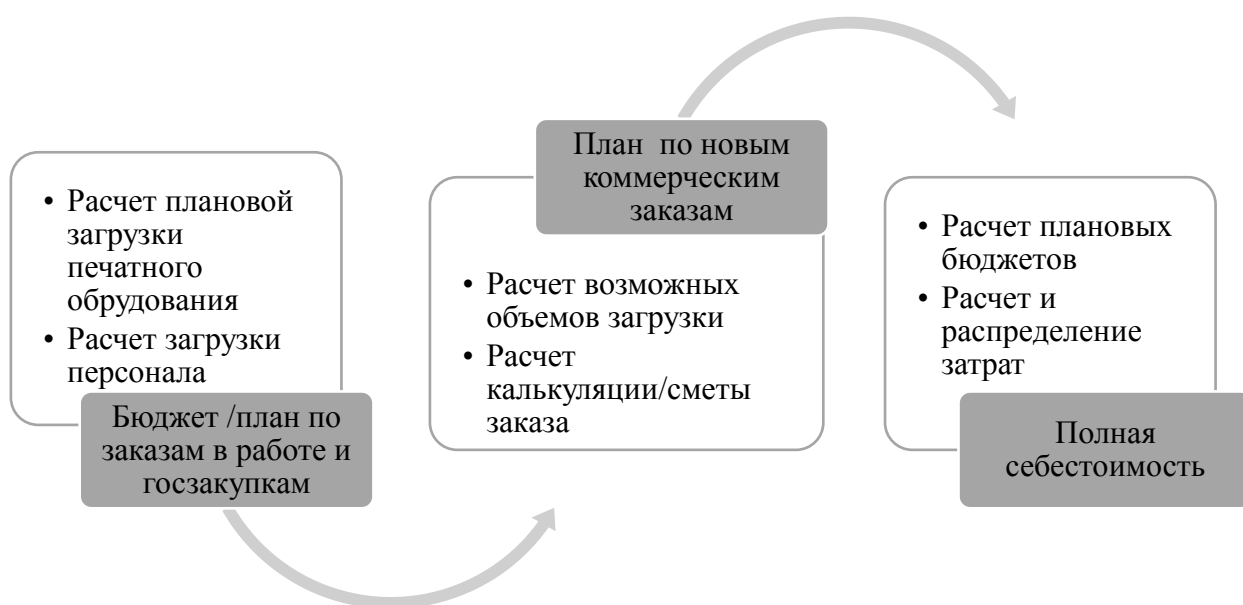 • Расчет плановой
загрузки
печатного
обрудования
• Расчет загрузки
персонала
Бюджет /план по
заказам в работе и
госзакупкам
План по новым
коммерческим
заказам
• Расчет возможных
объемов загрузки
• Расчет
калькуляции/сметы
заказа
• Расчет плановых
бюджетов
• Расчет и
распределение
затрат
Полная
себестоимость